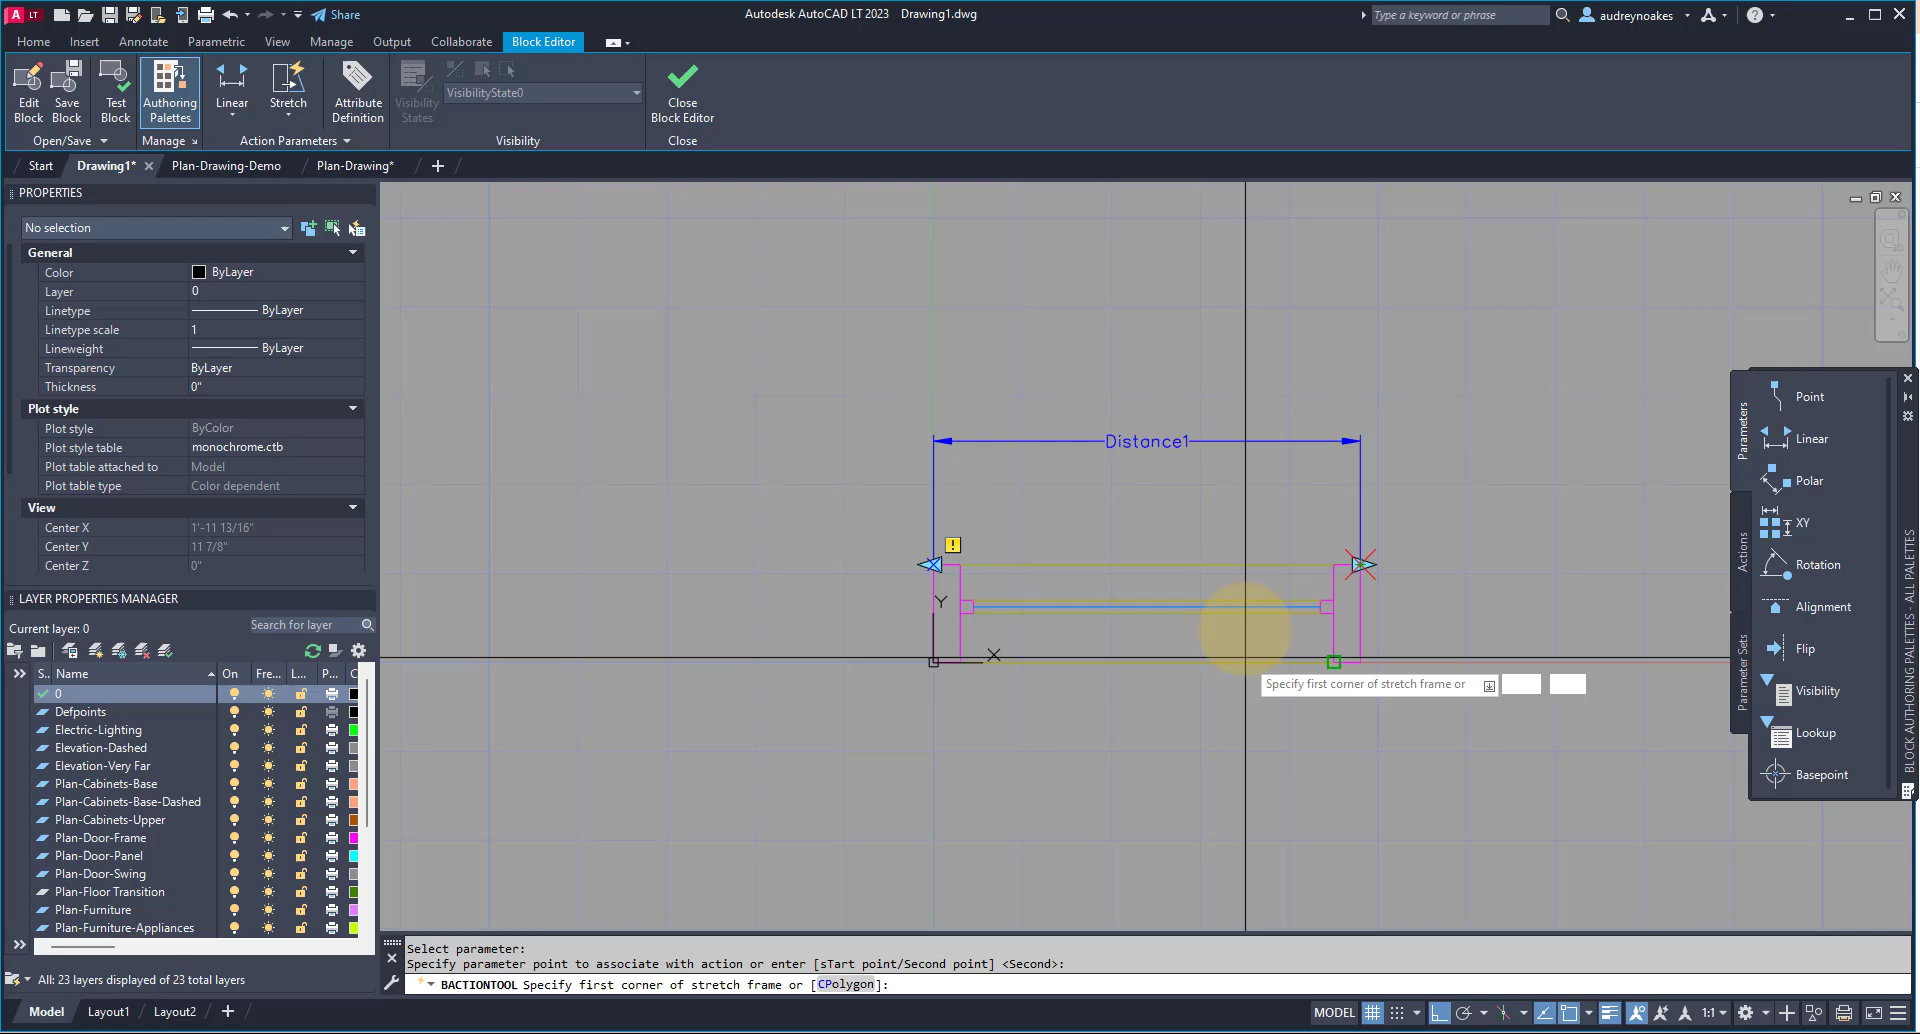 A LT Share Autodesk AutoCAD LT 2023 Drawing1.dwg Type a keyword or phrase audreynoakes
Home Insert Annotate Parametric View Manage Output Collaborate Block Editor
Edit Block Save Block Test Block Authoring Palettes Linear Stretch Attribute Definition Visibility States VisibilityState0 Close Block Editor
Open/Save Manage Action Parameters Visibility Close
Start Drawing1* Plan-Drawing-Demo Plan-Drawing*
PROPERTIES
No selection
General
Color ByLayer
Layer 0
Linetype ByLayer
Linetype scale 1
Lineweight ByLayer
Transparency ByLayer
Thickness 0"
Plot style
Plot style ByColor
Plot style table monochrome.ctb
Plot table attached to Model
Plot table type Color dependent
View
Center X 1'-11 13/16"
Center Y 11 7/8"
Center Z 0"
LAYER PROPERTIES MANAGER
Current layer: 0 Search for layer
S.. Name On Fre... L... P... C
0
Defpoints
Electric-Lighting
Elevation-Dashed
Elevation-Very Far
Plan-Cabinets-Base
Plan-Cabinets-Base-Dashed
Plan-Cabinets-Upper
Plan-Door-Frame
Plan-Door-Panel
Plan-Door-Swing
Plan-Floor Transition
Plan-Furniture
Plan-Furniture-Appliances
All: 23 layers displayed of 23 total layers
Distance1
!
Y
X
Specify first corner of stretch frame or
Parameters
Actions
Parameter Sets
Point
Linear
Polar
XY
Rotation
Alignment
Flip
Visibility
Lookup
Basepoint
BLOCK AUTHORING PALETTES - ALL PALETTES
Select parameter:
Specify parameter point to associate with action or enter [sTart point/Second point] <Second>:
BACTIONTOOL Specify first corner of stretch frame or [CPolygon]:
Model Layout1 Layout2 + MODEL 1:1